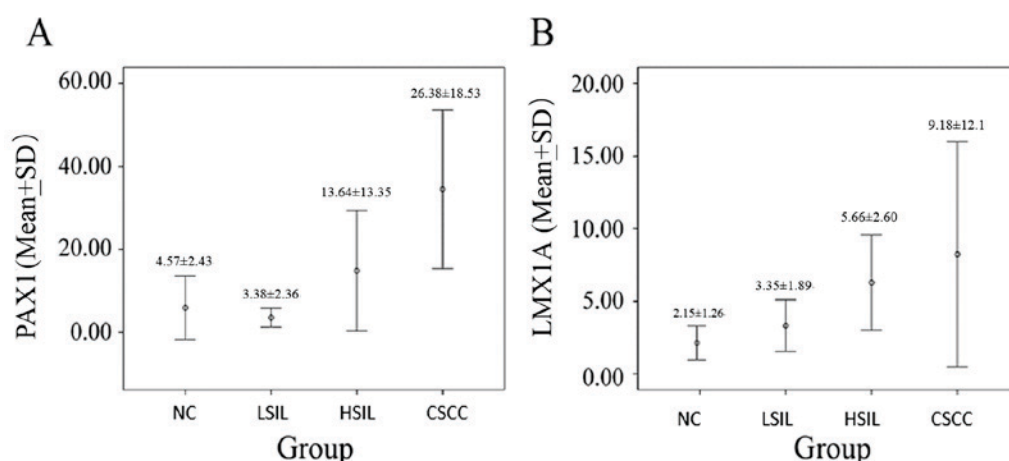 A
PAX1 (Mean±SD)
60.00
40.00
20.00
0.00
4.57±2.43
3.38±2.36
13.64±13.35
26.38±18.53
NC LSIL HSIL CSCC
Group
B
LMX1A (Mean±SD)
20.00
15.00
10.00
5.00
0.00
2.15±1.26
3.35±1.89
5.66±2.60
9.18±12.1
NC LSIL HSIL CSCC
Group